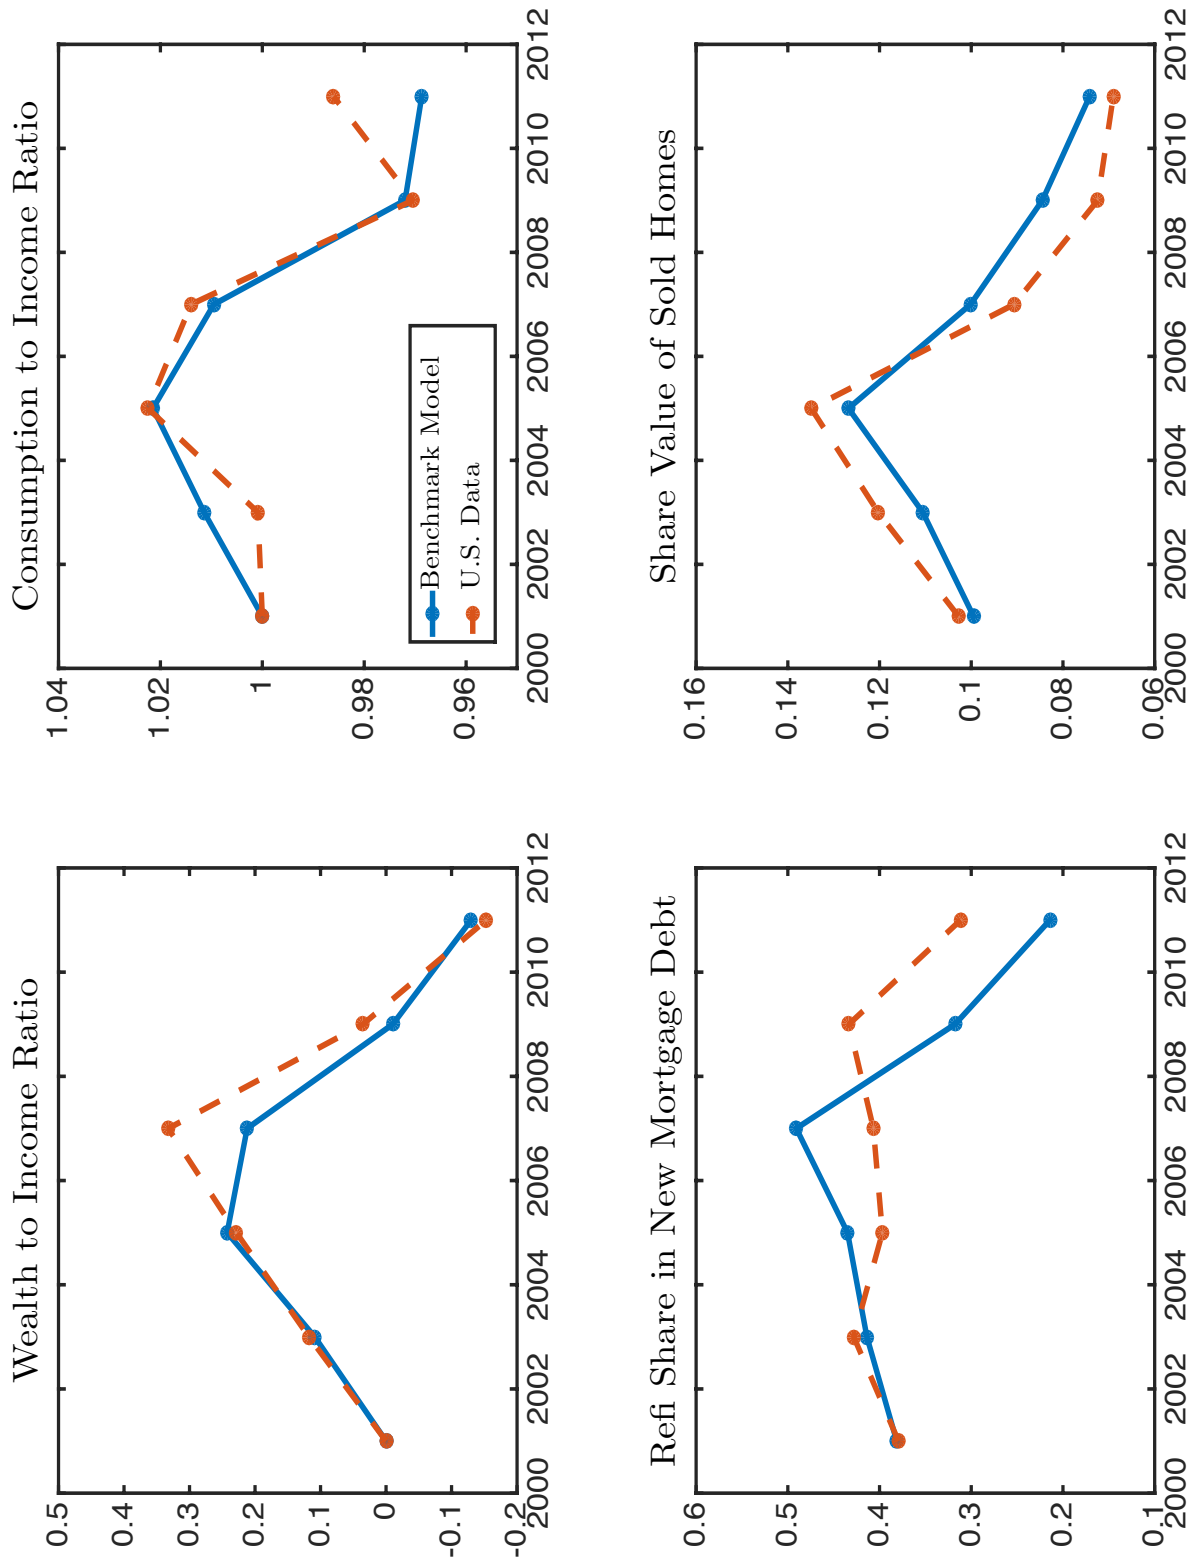 Wealth to Income Ratio
0.5
0.4
0.3
0.2
0.1
0
-0.1
-0.2
2000 2002 2004 2006 2008 2010 2012
Consumption to Income Ratio
1.04
1.02
1
0.98
0.96
2000 2002 2004 2006 2008 2010 2012
Benchmark Model
U.S. Data
Refi Share in New Mortgage Debt
0.6
0.5
0.4
0.3
0.2
0.1
2000 2002 2004 2006 2008 2010 2012
Share Value of Sold Homes
0.16
0.14
0.12
0.1
0.08
0.06
2000 2002 2004 2006 2008 2010 2012